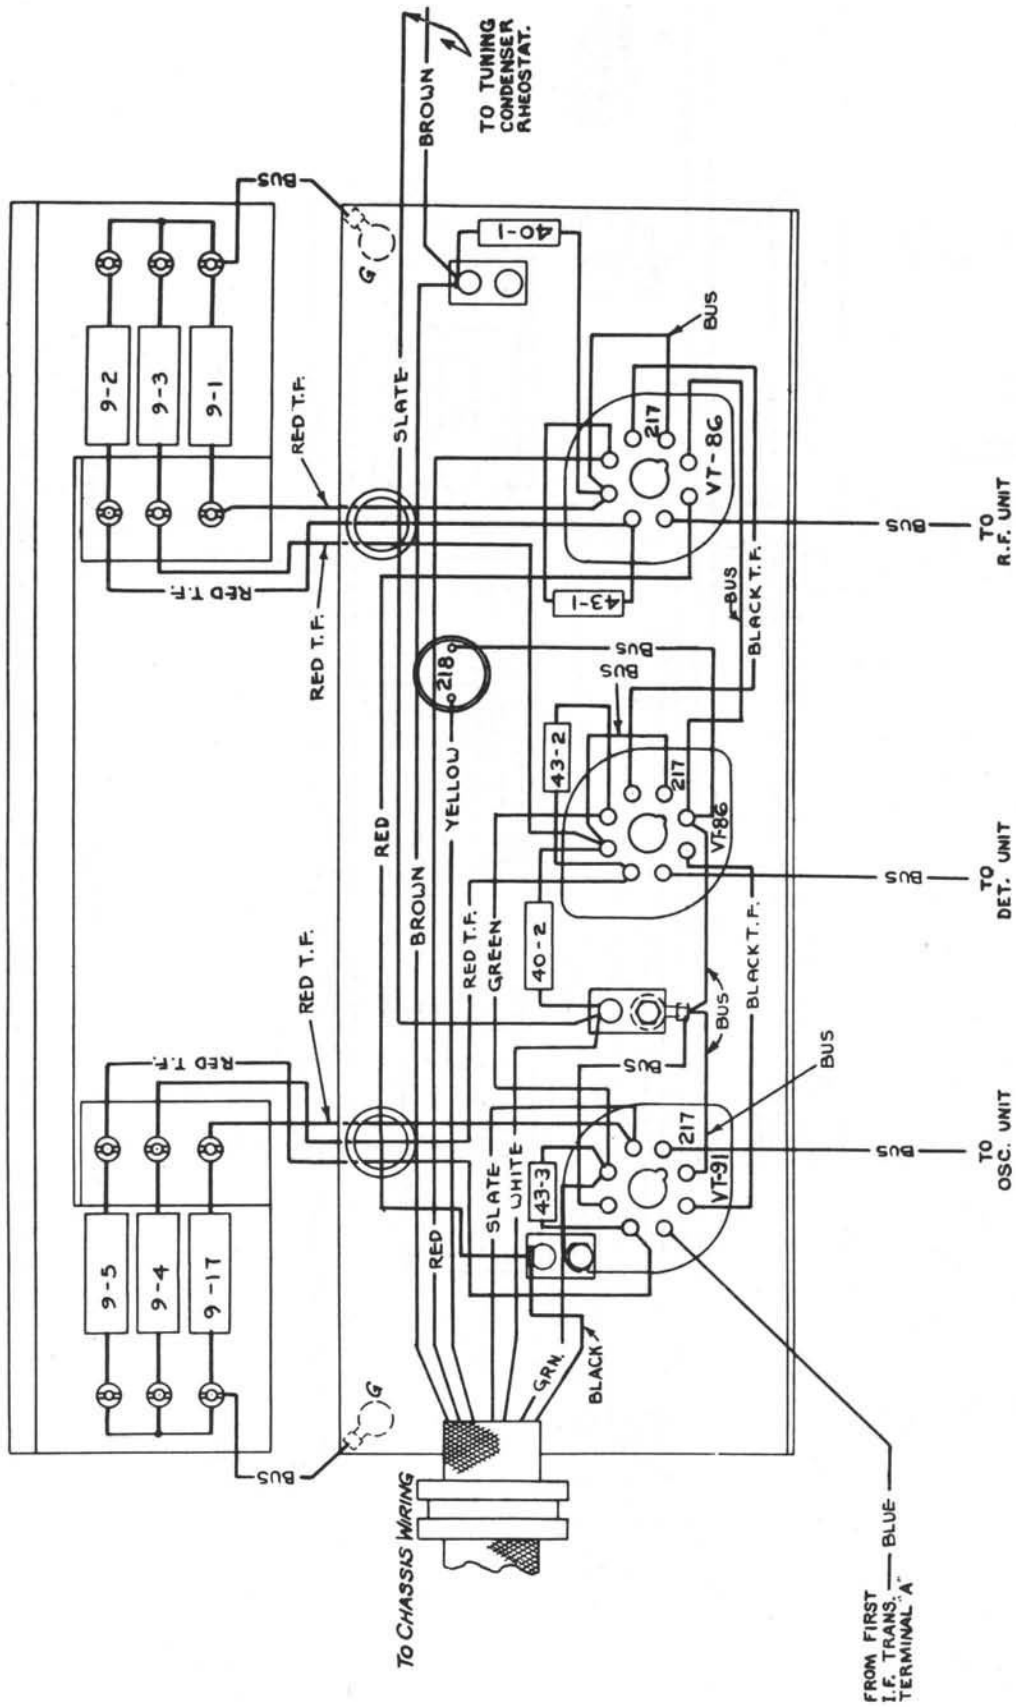 TO TUNING
CONDENSER
RHEOSTAT.
BROWN
BUS
G
40-1
9-2
9-3
9-1
RED T.F.
SLATE
BUS
217
VT-86
BUS
TO
R.F. UNIT
RED T.F.
RED T.F.
43-1
BUS
BLACK T.F.
218
BUS
BUS
RED
YELLOW
43-2
217
VT-86
BUS
TO
DET. UNIT
BROWN
RED T.F.
GREEN
40-2
BLACK T.F.
BUS
RED T.F.
RED T.F.
BUS
BUS
217
VT-91
BUS
TO
OSC. UNIT
SLATE
WHITE
43-3
9-5
9-4
9-17
RED
GRN.
BLACK
G
BUS
TO CHASSIS WIRING
FROM FIRST
I.F. TRANS.
TERMINAL "A"
BLUE